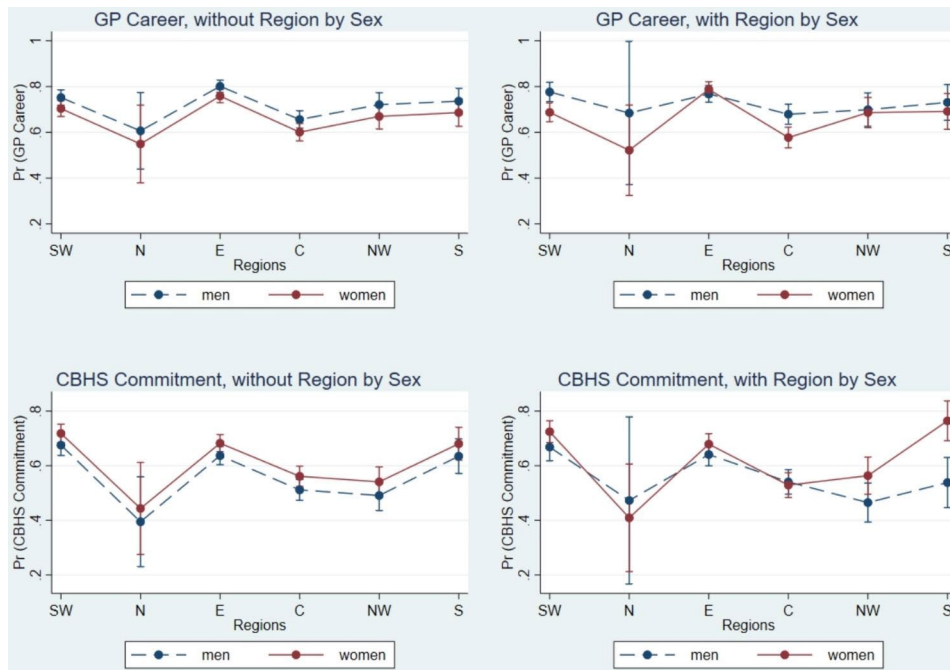 GP Career, without Region by Sex
Pr (GP Career)
1
.8
.6
.4
.2
SW N E C NW S
Regions
men women
GP Career, with Region by Sex
Pr (GP Career)
1
.8
.6
.4
.2
SW N E C NW S
Regions
men women
CBHS Commitment, without Region by Sex
Pr (CBHS Commitment)
.8
.6
.4
.2
SW N E C NW S
Regions
men women
CBHS Commitment, with Region by Sex
Pr (CBHS Commitment)
.8
.6
.4
.2
SW N E C NW S
Regions
men women